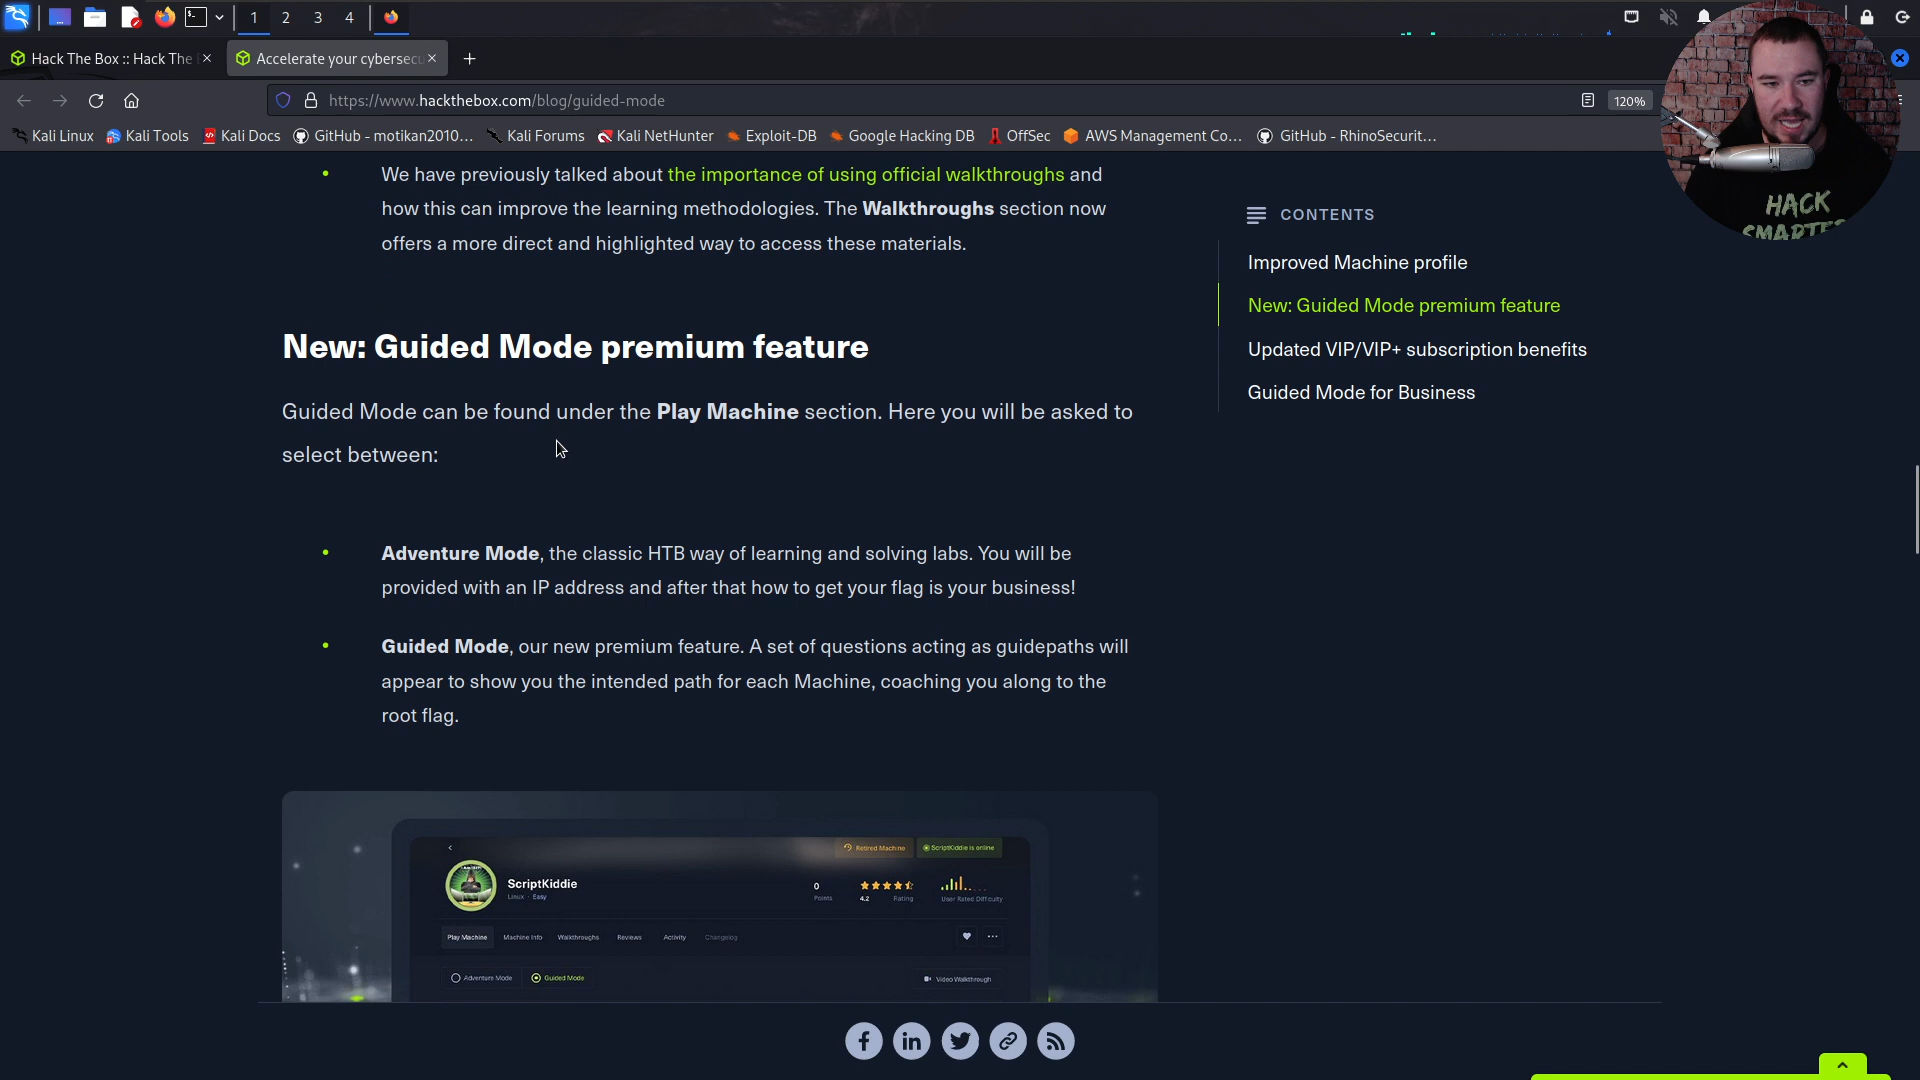 1
2
3
4
Hack The Box :: Hack The
Accelerate your cybersecu
https://www.hackthebox.com/blog/guided-mode
120%
Kali Linux
Kali Tools
Kali Docs
GitHub - motikan2010...
Kali Forums
Kali NetHunter
Exploit-DB
Google Hacking DB
OffSec
AWS Management Co...
GitHub - RhinoSecurit...
HACK
SMARTER
We have previously talked about the importance of using official walkthroughs and
how this can improve the learning methodologies. The Walkthroughs section now
offers a more direct and highlighted way to access these materials.
CONTENTS
Improved Machine profile
New: Guided Mode premium feature
Updated VIP/VIP+ subscription benefits
Guided Mode for Business
New: Guided Mode premium feature
Guided Mode can be found under the Play Machine section. Here you will be asked to
select between:
Adventure Mode, the classic HTB way of learning and solving labs. You will be
provided with an IP address and after that how to get your flag is your business!
Guided Mode, our new premium feature. A set of questions acting as guidepaths will
appear to show you the intended path for each Machine, coaching you along to the
root flag.
Retired Machine
ScriptKiddie is online
ScriptKiddie
Linux · Easy
0
Points
4.2 Rating
User Rated Difficulty
Play Machine
Machine Info
Walkthroughs
Reviews
Activity
Changelog
Adventure Mode
Guided Mode
Video Walkthrough